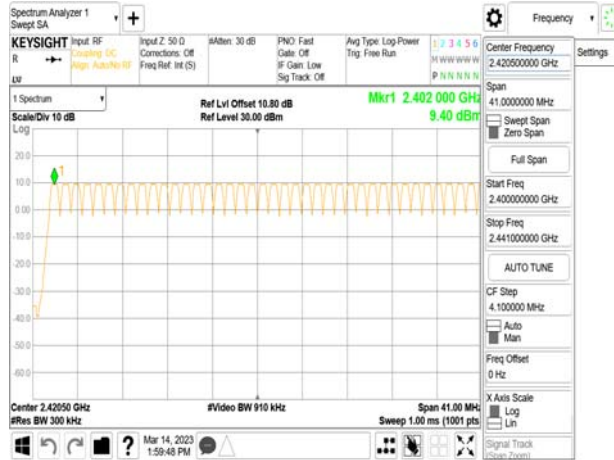 Spectrum Analyzer 1
Swept SA
+
Frequency
Settings
KEYSIGHT
R
Input: RF
Coupling: DC
Align: Auto/No RF
Input Z: 50 Ω
Corrections: Off
Freq Ref: Int (S)
#Atten: 30 dB
PNO: Fast
Gate: Off
IF Gain: Low
Sig Track: Off
Avg Type: Log-Power
Trig: Free Run
1 2 3 4 5 6
M W W W W W
P N N N N N
1 Spectrum
Scale/Div 10 dB
Log
Ref Lvl Offset 10.80 dB
Ref Level 30.00 dBm
Mkr1 2.402 000 GHz
9.40 dBm
1
20.0
10.0
0.00
-10.0
-20.0
-30.0
-40.0
-50.0
-60.0
Center 2.42050 GHz
#Res BW 300 kHz
#Video BW 910 kHz
Span 41.00 MHz
Sweep 1.00 ms (1001 pts)
?
Mar 14, 2023
1:59:48 PM
Center Frequency
2.420500000 GHz
Span
41.0000000 MHz
Swept Span
Zero Span
Full Span
Start Freq
2.400000000 GHz
Stop Freq
2.441000000 GHz
AUTO TUNE
CF Step
4.100000 MHz
Auto
Man
Freq Offset
0 Hz
X Axis Scale
Log
Lin
Signal Track
(Span Zoom)